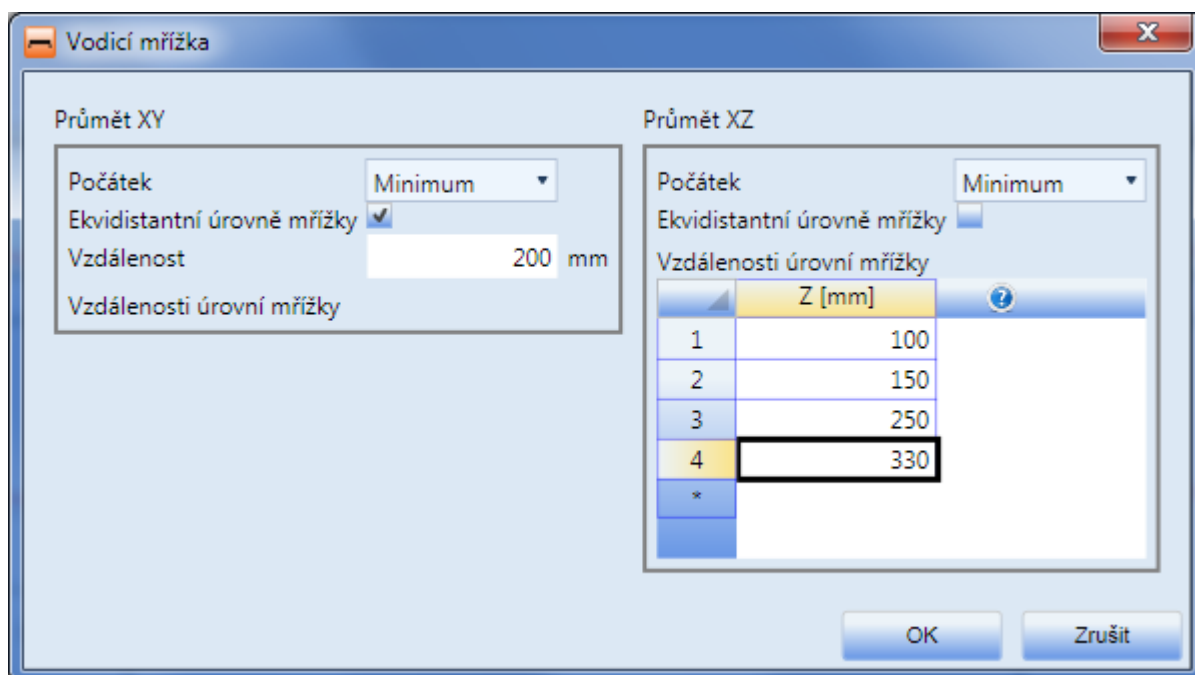 Vodicí mřížka
Průmět XY
Počátek Minimum
Ekvidistantní úrovně mřížky
Vzdálenost 200 mm
Vzdálenosti úrovní mřížky
Průmět XZ
Počátek Minimum
Ekvidistantní úrovně mřížky
Vzdálenosti úrovní mřížky
Z [mm] ?
1 100
2 150
3 250
4 330
*
OK Zrušit